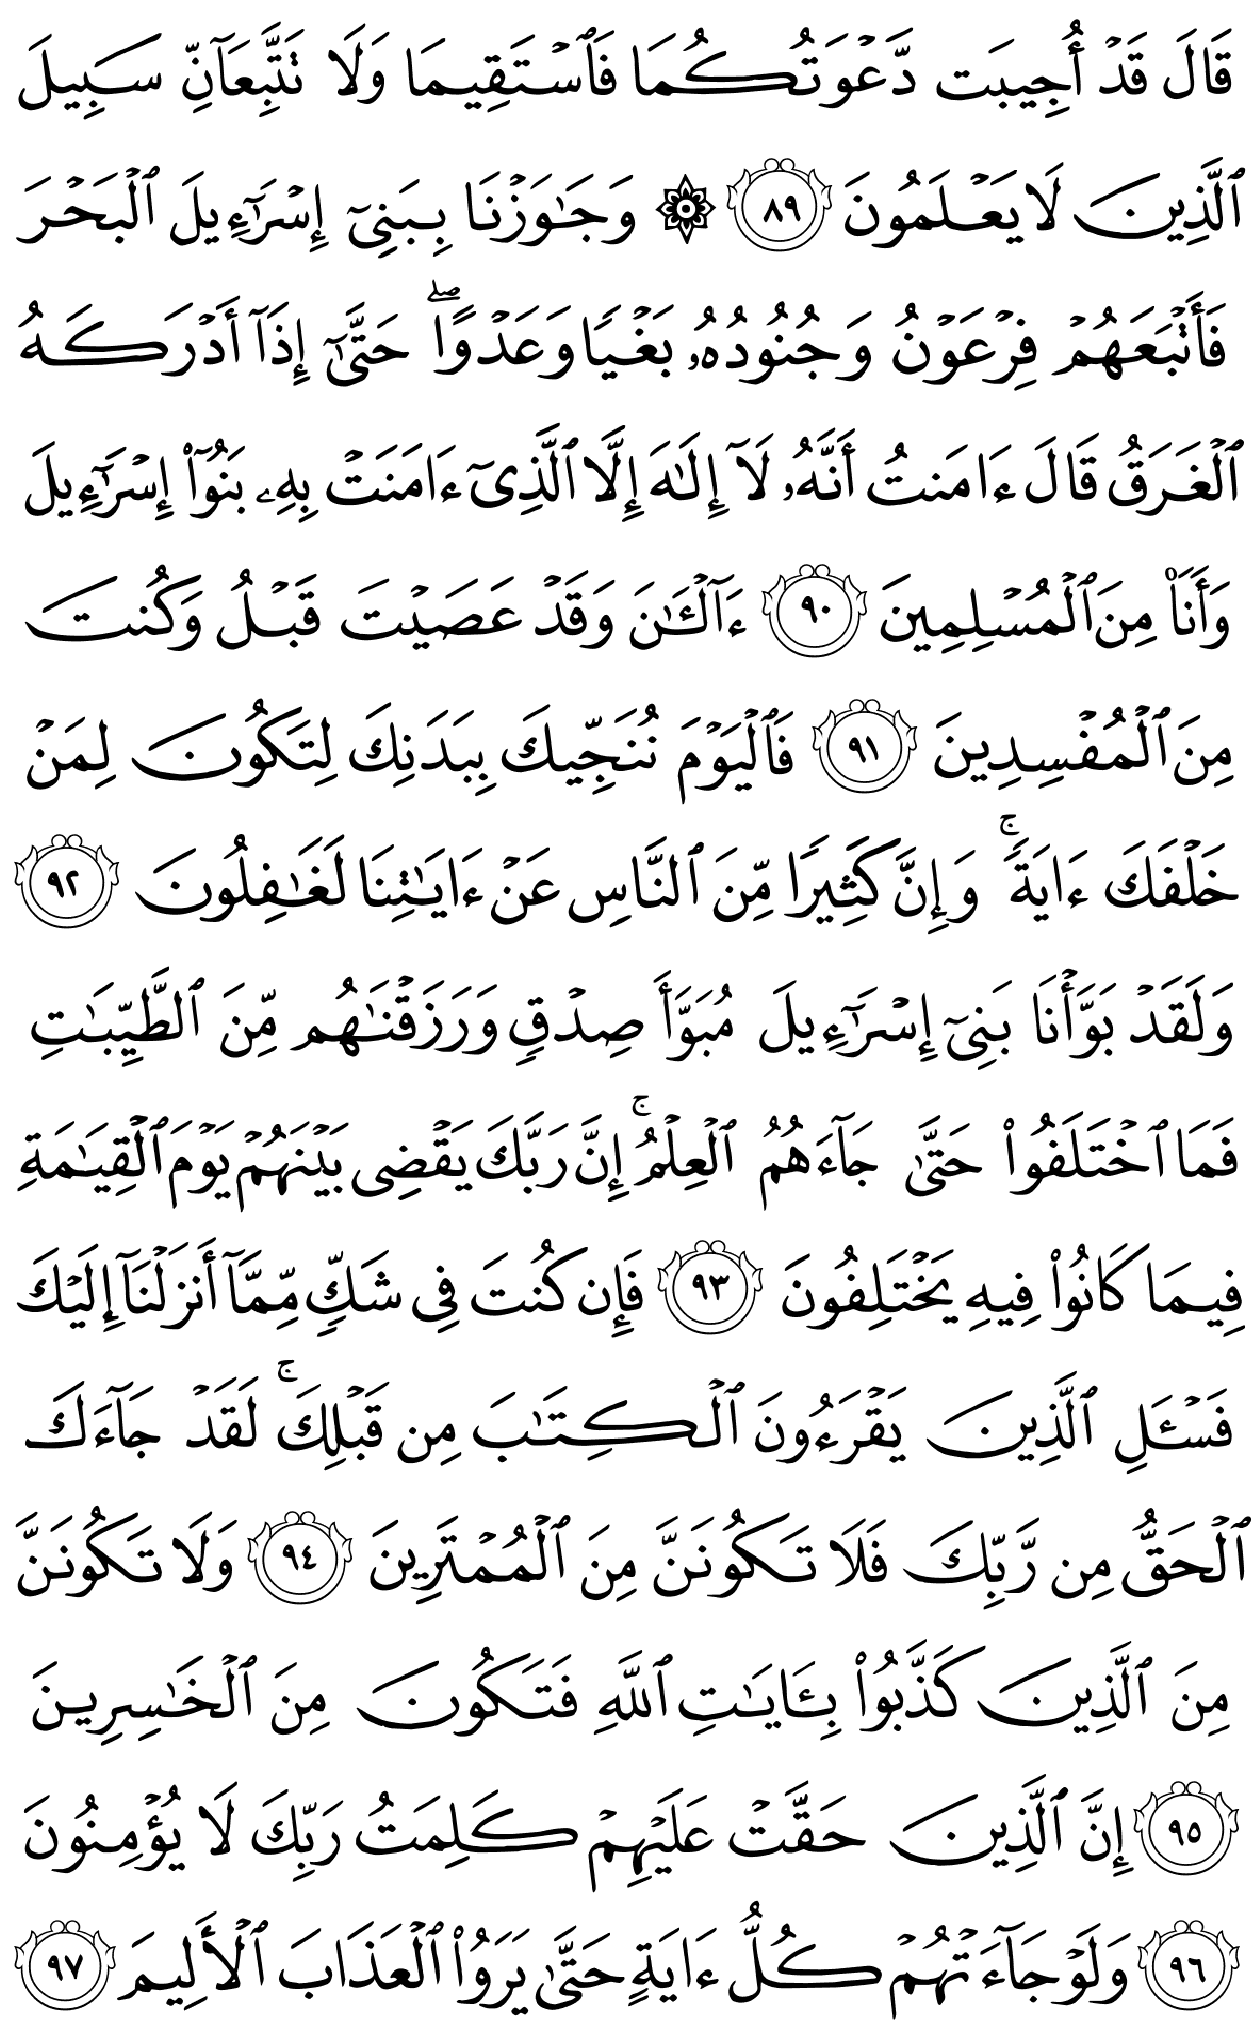 قَالَ قَدۡ أُجِيبَت دَّعۡوَتُكُمَا فَٱسۡتَقِيمَا وَلَا تَتَّبِعَآنِّ سَبِيلَ
ٱلَّذِينَ لَا يَعۡلَمُونَ ٨٩ ۞ وَجَٰوَزۡنَا بِبَنِيٓ إِسۡرَٰٓءِيلَ ٱلۡبَحۡرَ
فَأَتۡبَعَهُمۡ فِرۡعَوۡنُ وَجُنُودُهُۥ بَغۡيٗا وَعَدۡوًاۖ حَتَّىٰٓ إِذَآ أَدۡرَكَهُ
ٱلۡغَرَقُ قَالَ ءَامَنتُ أَنَّهُۥ لَآ إِلَٰهَ إِلَّا ٱلَّذِيٓ ءَامَنَتۡ بِهِۦ بَنُوٓاْ إِسۡرَٰٓءِيلَ
وَأَنَا۠ مِنَ ٱلۡمُسۡلِمِينَ ٩٠ ءَآلۡـَٰٔنَ وَقَدۡ عَصَيۡتَ قَبۡلُ وَكُنتَ
مِنَ ٱلۡمُفۡسِدِينَ ٩١ فَٱلۡيَوۡمَ نُنَجِّيكَ بِبَدَنِكَ لِتَكُونَ لِمَنۡ
خَلۡفَكَ ءَايَةٗۚ وَإِنَّ كَثِيرٗا مِّنَ ٱلنَّاسِ عَنۡ ءَايَٰتِنَا لَغَٰفِلُونَ ٩٢
وَلَقَدۡ بَوَّأۡنَا بَنِيٓ إِسۡرَٰٓءِيلَ مُبَوَّأَ صِدۡقٖ وَرَزَقۡنَٰهُم مِّنَ ٱلطَّيِّبَٰتِ
فَمَا ٱخۡتَلَفُواْ حَتَّىٰ جَآءَهُمُ ٱلۡعِلۡمُۚ إِنَّ رَبَّكَ يَقۡضِي بَيۡنَهُمۡ يَوۡمَ ٱلۡقِيَٰمَةِ
فِيمَا كَانُواْ فِيهِ يَخۡتَلِفُونَ ٩٣ فَإِن كُنتَ فِي شَكّٖ مِّمَّآ أَنزَلۡنَآ إِلَيۡكَ
فَسۡـَٔلِ ٱلَّذِينَ يَقۡرَءُونَ ٱلۡكِتَٰبَ مِن قَبۡلِكَۚ لَقَدۡ جَآءَكَ
ٱلۡحَقُّ مِن رَّبِّكَ فَلَا تَكُونَنَّ مِنَ ٱلۡمُمۡتَرِينَ ٩٤ وَلَا تَكُونَنَّ
مِنَ ٱلَّذِينَ كَذَّبُواْ بِـَٔايَٰتِ ٱللَّهِ فَتَكُونَ مِنَ ٱلۡخَٰسِرِينَ
٩٥ إِنَّ ٱلَّذِينَ حَقَّتۡ عَلَيۡهِمۡ كَلِمَتُ رَبِّكَ لَا يُؤۡمِنُونَ
٩٦ وَلَوۡ جَآءَتۡهُمۡ كُلُّ ءَايَةٍ حَتَّىٰ يَرَوُاْ ٱلۡعَذَابَ ٱلۡأَلِيمَ ٩٧